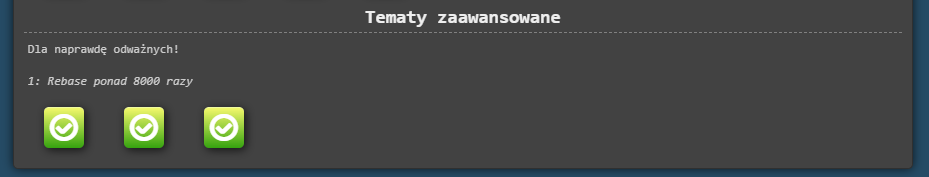 Tematy zaawansowane
Dla naprawdę odważnych!
1: Rebase ponad 8000 razy